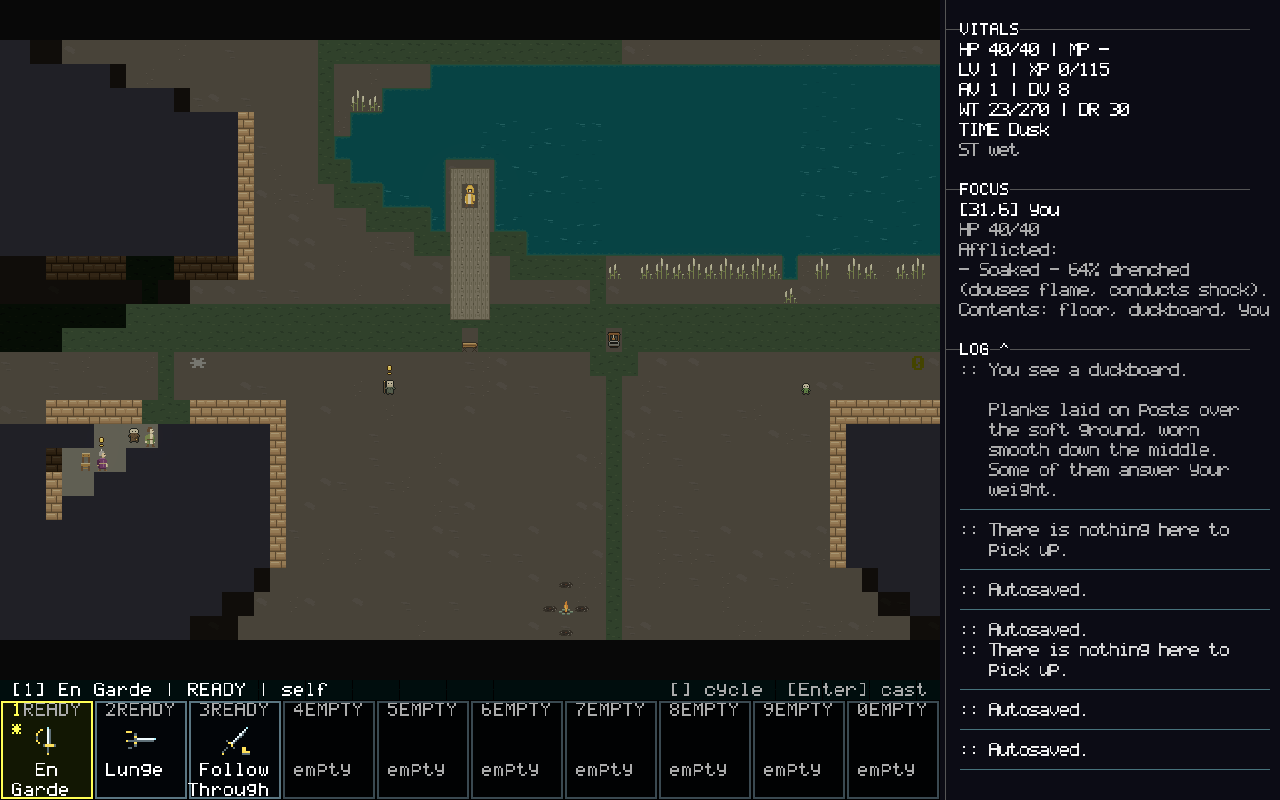 VITALS
HP 40/40 | MP -
LV 1 | XP 0/115
AV 1 | DV 8
WT 23/270 | DR 30
TIME Dusk
ST wet
FOCUS
[31,6] You
HP 40/40
Afflicted:
- Soaked - 64% drenched
(douses flame, conducts shock).
Contents: floor, duckboard, You
LOG ^
:: You see a duckboard.
Planks laid on Posts over
the soft ground, worn
smooth down the middle.
Some of them answer Your
weight.
:: There is nothing here to
Pick uP.
:: Autosaved.
:: Autosaved.
:: There is nothing here to
Pick uP.
:: Autosaved.
:: Autosaved.
[1] En Garde | READY | self
[] cycle [Enter] cast
1READY 2READY 3READY 4EMPTY 5EMPTY 6EMPTY 7EMPTY 8EMPTY 9EMPTY 0EMPTY
*
En Garde
Lunge
Follow Through
emPty emPty emPty emPty emPty emPty emPty